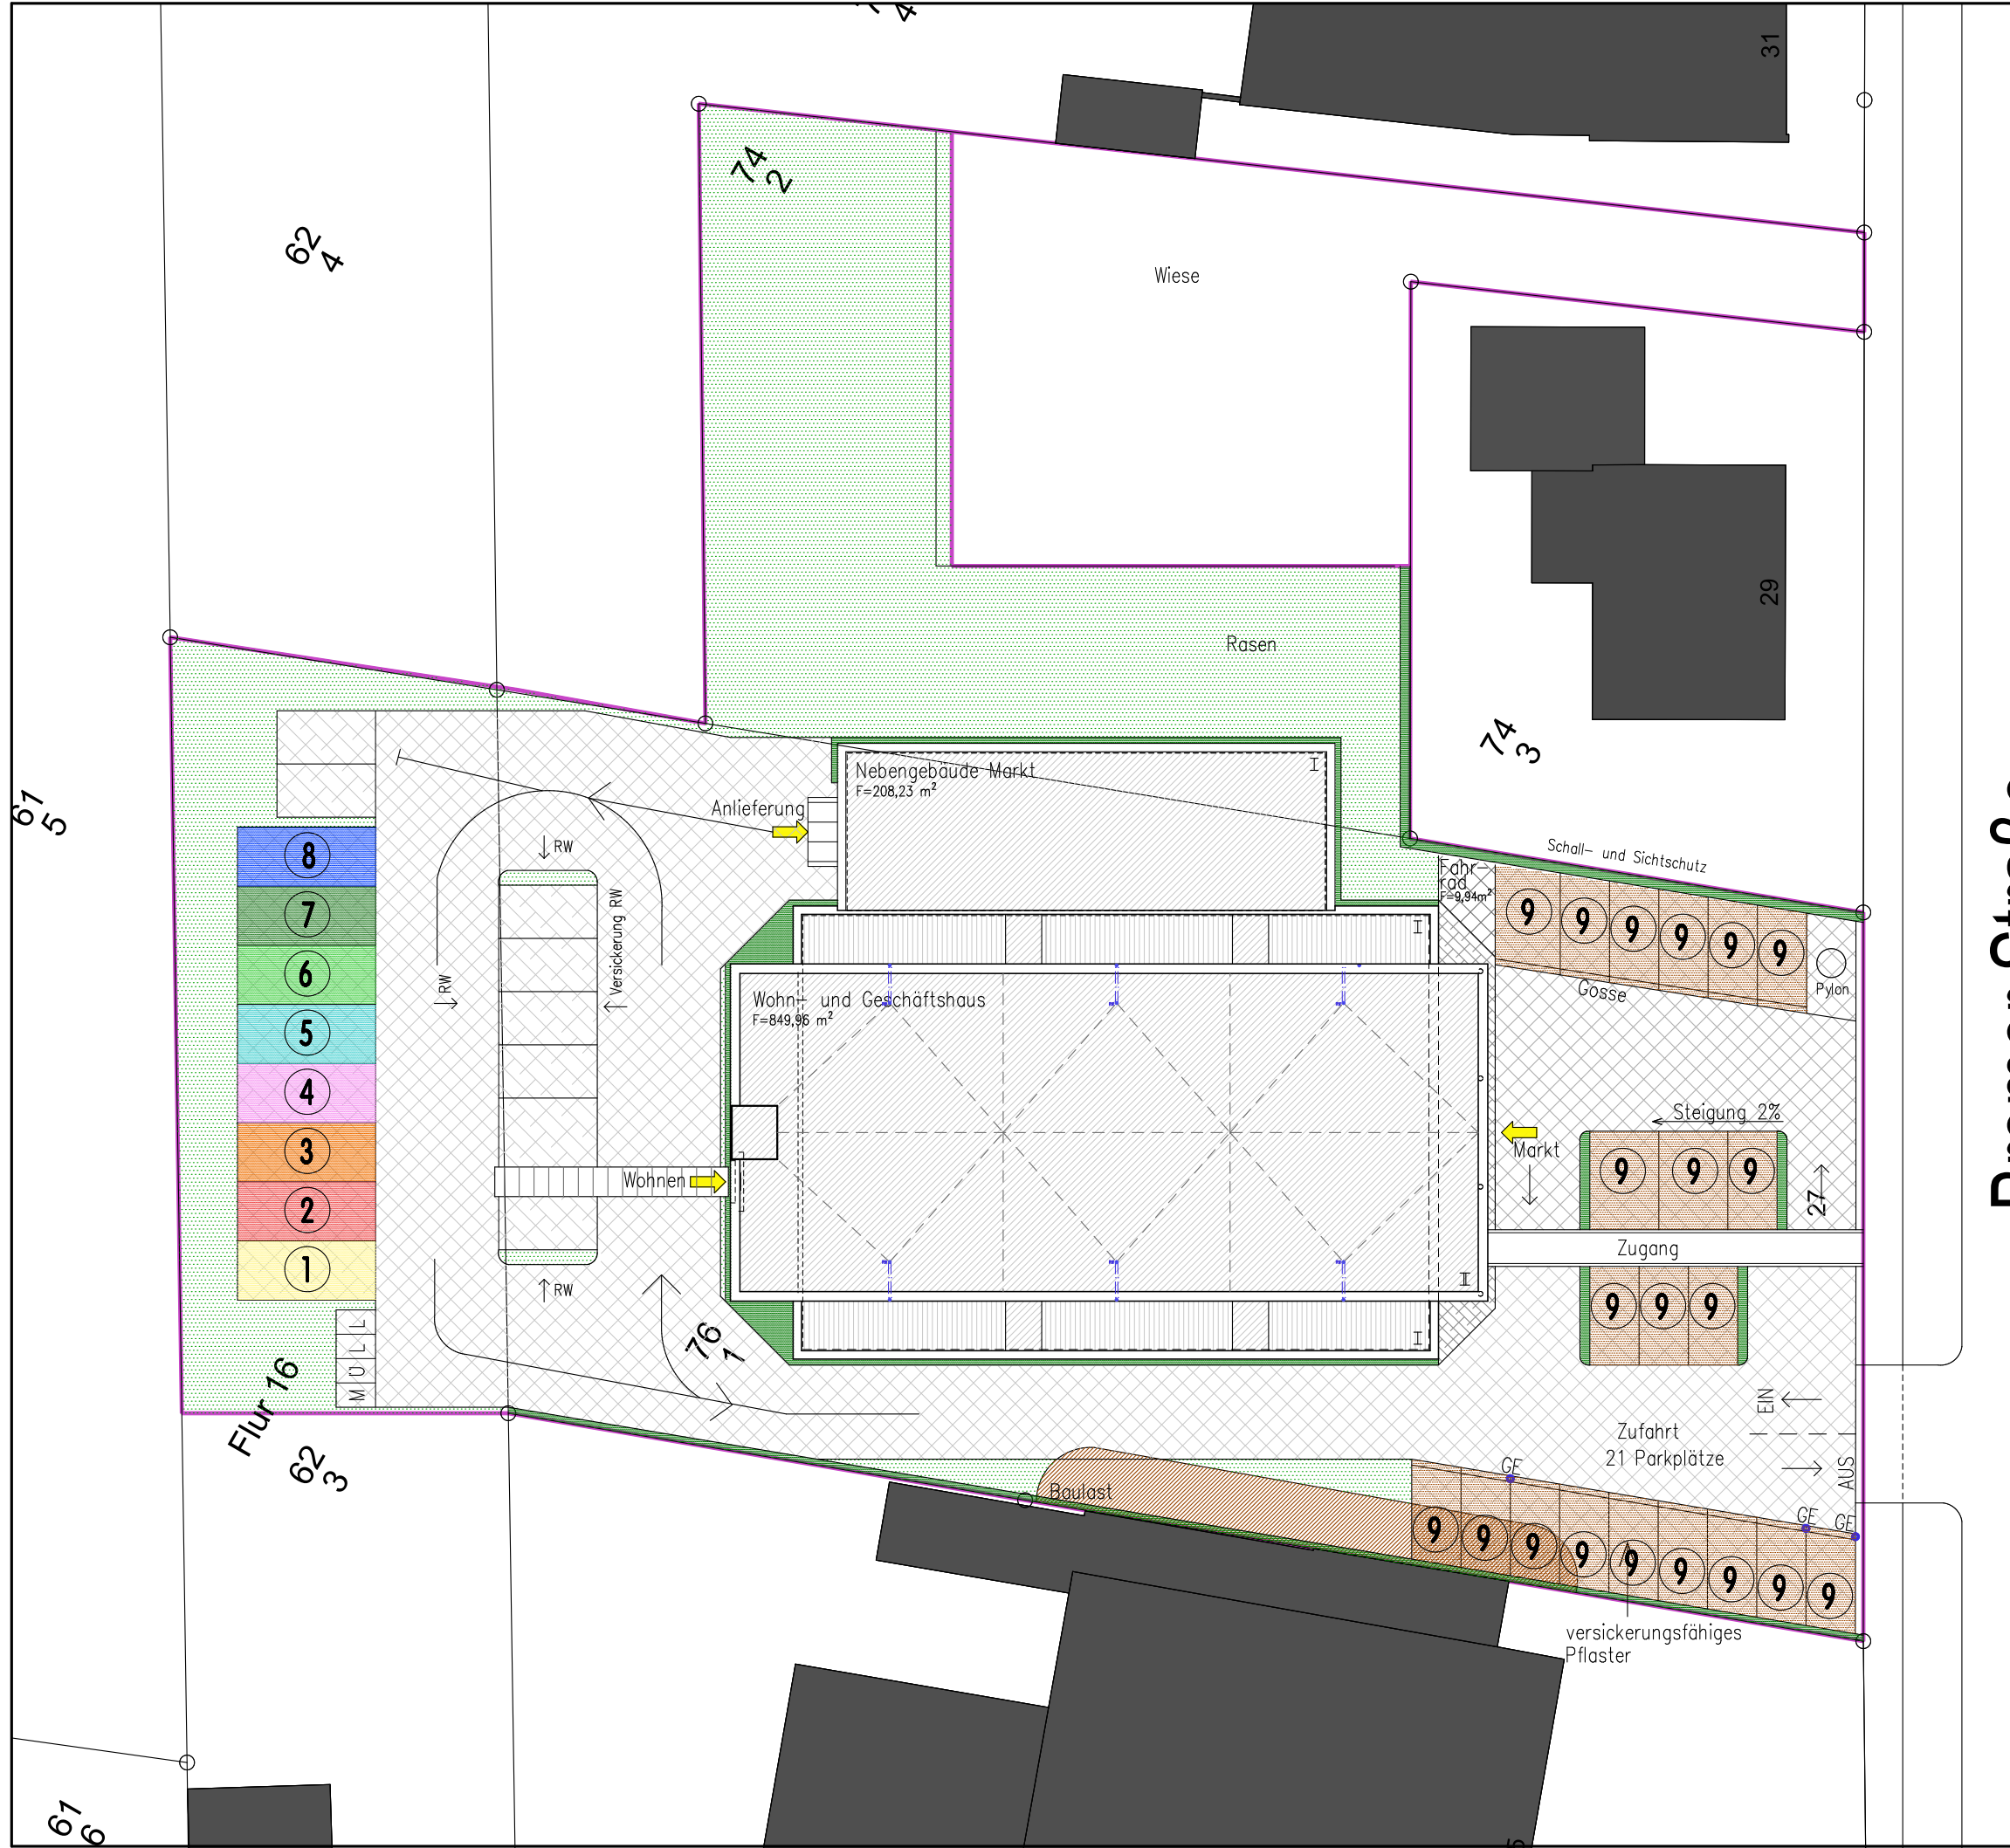 31
4
74
2
62
4
Wiese
29
Rasen
74
3
61
5
Nebengebäude Markt
F=208,23 m²
I
Anlieferung
RW
Schall- und Sichtschutz
Fahr-
rad
F=9,94m²
9 9 9 9 9 9
Pylon
Gosse
8
7
6
5
4
3
2
1
RW
Versickerung RW
I
Wohn- und Geschäftshaus
F=849,96 m²
Steigung 2%
Markt
9 9 9
27
Wohnen
Zugang
II
RW
9 9 9
I
M Ü L L
76
1
Flur 16
62
3
EIN
Zufahrt
21 Parkplätze
AUS
GE
GE
GE
Baulast
9 9 9 9 9 9 9 9 9
versickerungsfähiges
Pflaster
61
6